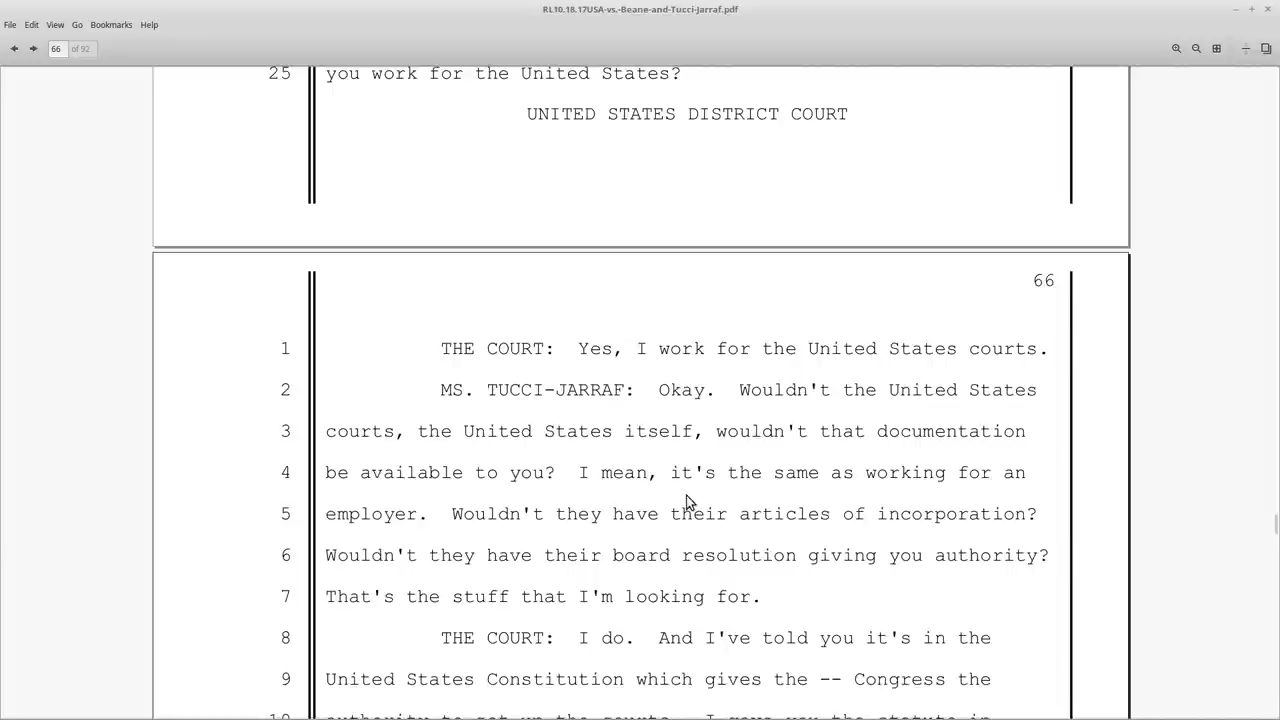 RL10.18.17USA-vs.-Beane-and-Tucci-Jarraf.pdf
File Edit View Go Bookmarks Help
66 of 92
25 you work for the United States?
UNITED STATES DISTRICT COURT
66
1 THE COURT: Yes, I work for the United States courts.
2 MS. TUCCI-JARRAF: Okay. Wouldn't the United States
3 courts, the United States itself, wouldn't that documentation
4 be available to you? I mean, it's the same as working for an
5 employer. Wouldn't they have their articles of incorporation?
6 Wouldn't they have their board resolution giving you authority?
7 That's the stuff that I'm looking for.
8 THE COURT: I do. And I've told you it's in the
9 United States Constitution which gives the -- Congress the